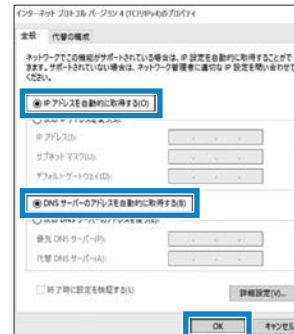 インターネット プロトコル バージョン 4 (TCP/IPv4)のプロパティ
全般 代替の構成
ネットワークでこの機能がサポートされている場合は、IP 設定を自動的に取得することがで
きます。サポートされていない場合は、ネットワーク管理者に適切な IP 設定を問い合わせて
ください。
IP アドレスを自動的に取得する(O)
IP アドレス(I):
サブネット マスク(U):
デフォルト ゲートウェイ(D):
DNS サーバーのアドレスを自動的に取得する(B)
優先 DNS サーバー(P):
代替 DNS サーバー(A):
終了時に設定を検証する(L)
詳細設定(V)...
OK キャンセル